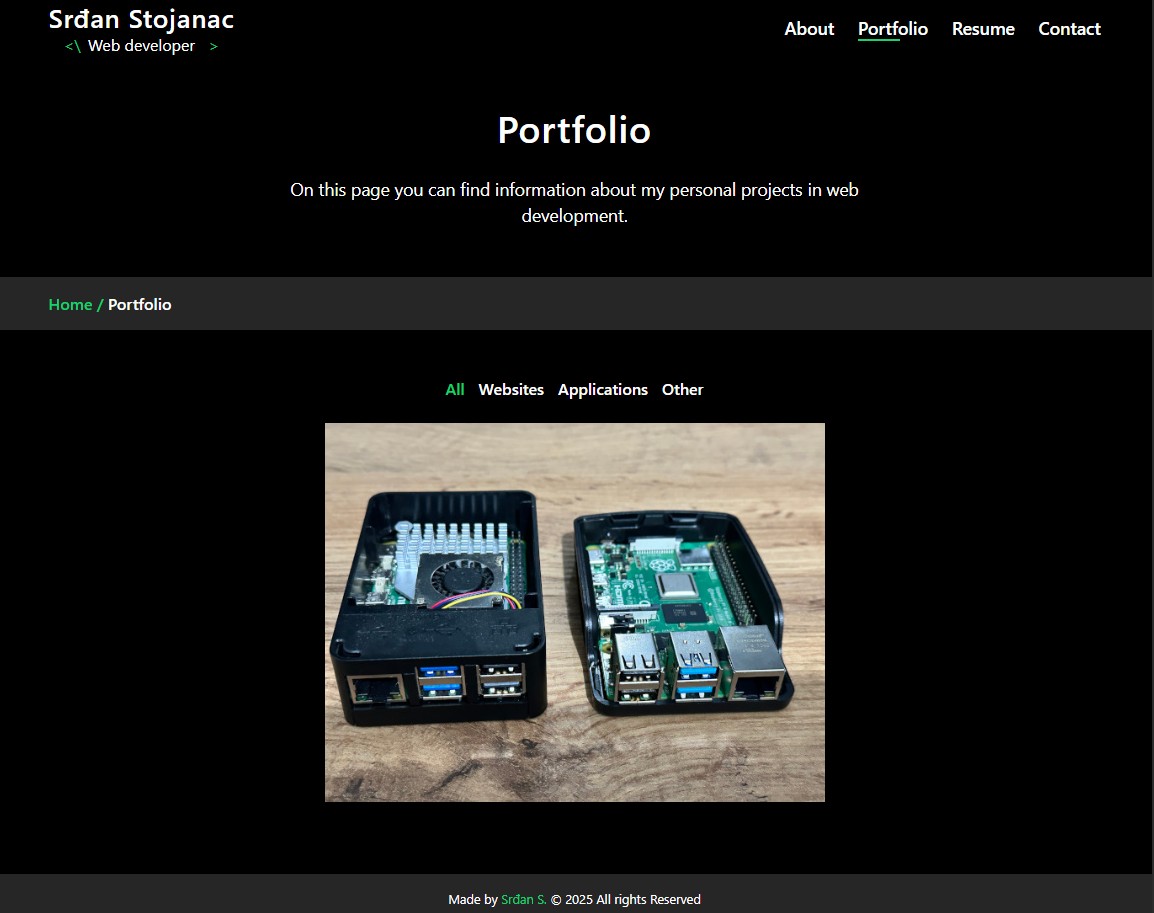 Srđan Stojanac
<\ Web developer >
About Portfolio Resume Contact
Portfolio
On this page you can find information about my personal projects in web
development.
Home / Portfolio
All Websites Applications Other
Made by Srđan S. © 2025 All rights Reserved